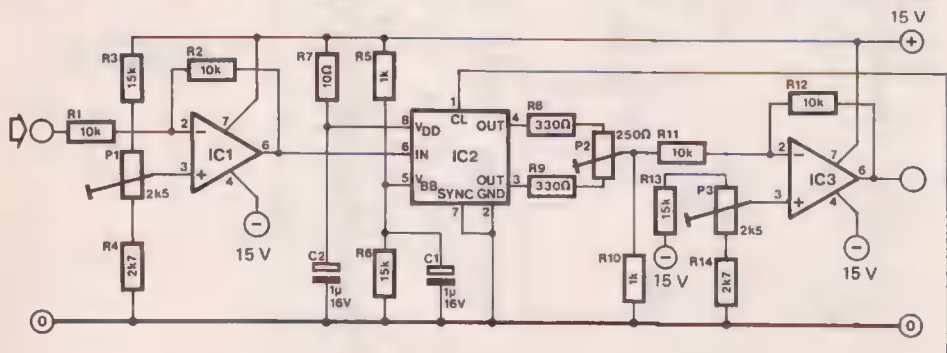 15 V
+
R3
15k
R2
10k
R7
10Ω
R5
1k
R1
10k
2
7
6
IC1
3
4
P1
2k5
15 V
R4
2k7
1
CL
8
VDD
OUT
4
R8
330Ω
6
IN
IC2
5
VBB
OUT
3
R9
330Ω
SYNC
GND
7
2
P2
250Ω
R11
10k
R12
10k
2
7
6
IC3
3
4
R13
15k
P3
2k5
15 V
15 V
C2
1µ
16V
R6
15k
C1
1µ
16V
R10
1k
R14
2k7
0
0